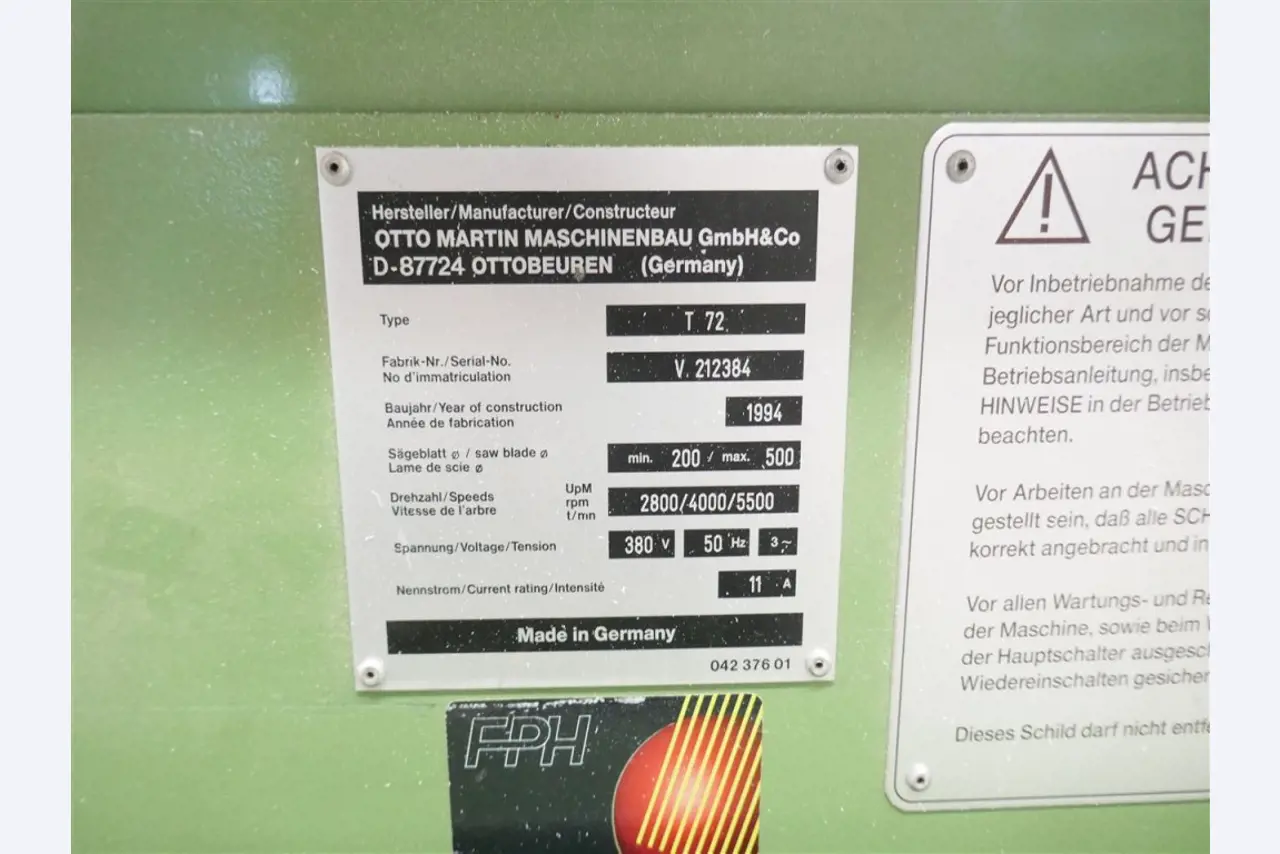 Hersteller/Manufacturer/Constructeur
OTTO MARTIN MASCHINENBAU GmbH&Co
D-87724 OTTOBEUREN (Germany)
Type T 72
Fabrik-Nr./Serial-No.
No d'immatriculation V. 212384
Baujahr/Year of construction
Année de fabrication 1994
Sägeblatt ø / saw blade ø
Lame de scie ø min. 200 / max. 500
Drehzahl/Speeds UpM
Vitesse de l'arbre rpm 2800/4000/5500
t/mn
Spannung/Voltage/Tension 380 V 50 Hz 3~
Nennstrom/Current rating/Intensité 11 A
Made in Germany
042 376 01
FPH
ACH
GE
Vor Inbetriebnahme de
jeglicher Art und vor s
Funktionsbereich der M
Betriebsanleitung, insbe
HINWEISE in der Betrieb
beachten.
Vor Arbeiten an der Masc
gestellt sein, daß alle SCH
korrekt angebracht und in
Vor allen Wartungs- und Re
der Maschine, sowie beim
der Hauptschalter ausgesch
Wiedereinschalten gesicher
Dieses Schild darf nicht entfe